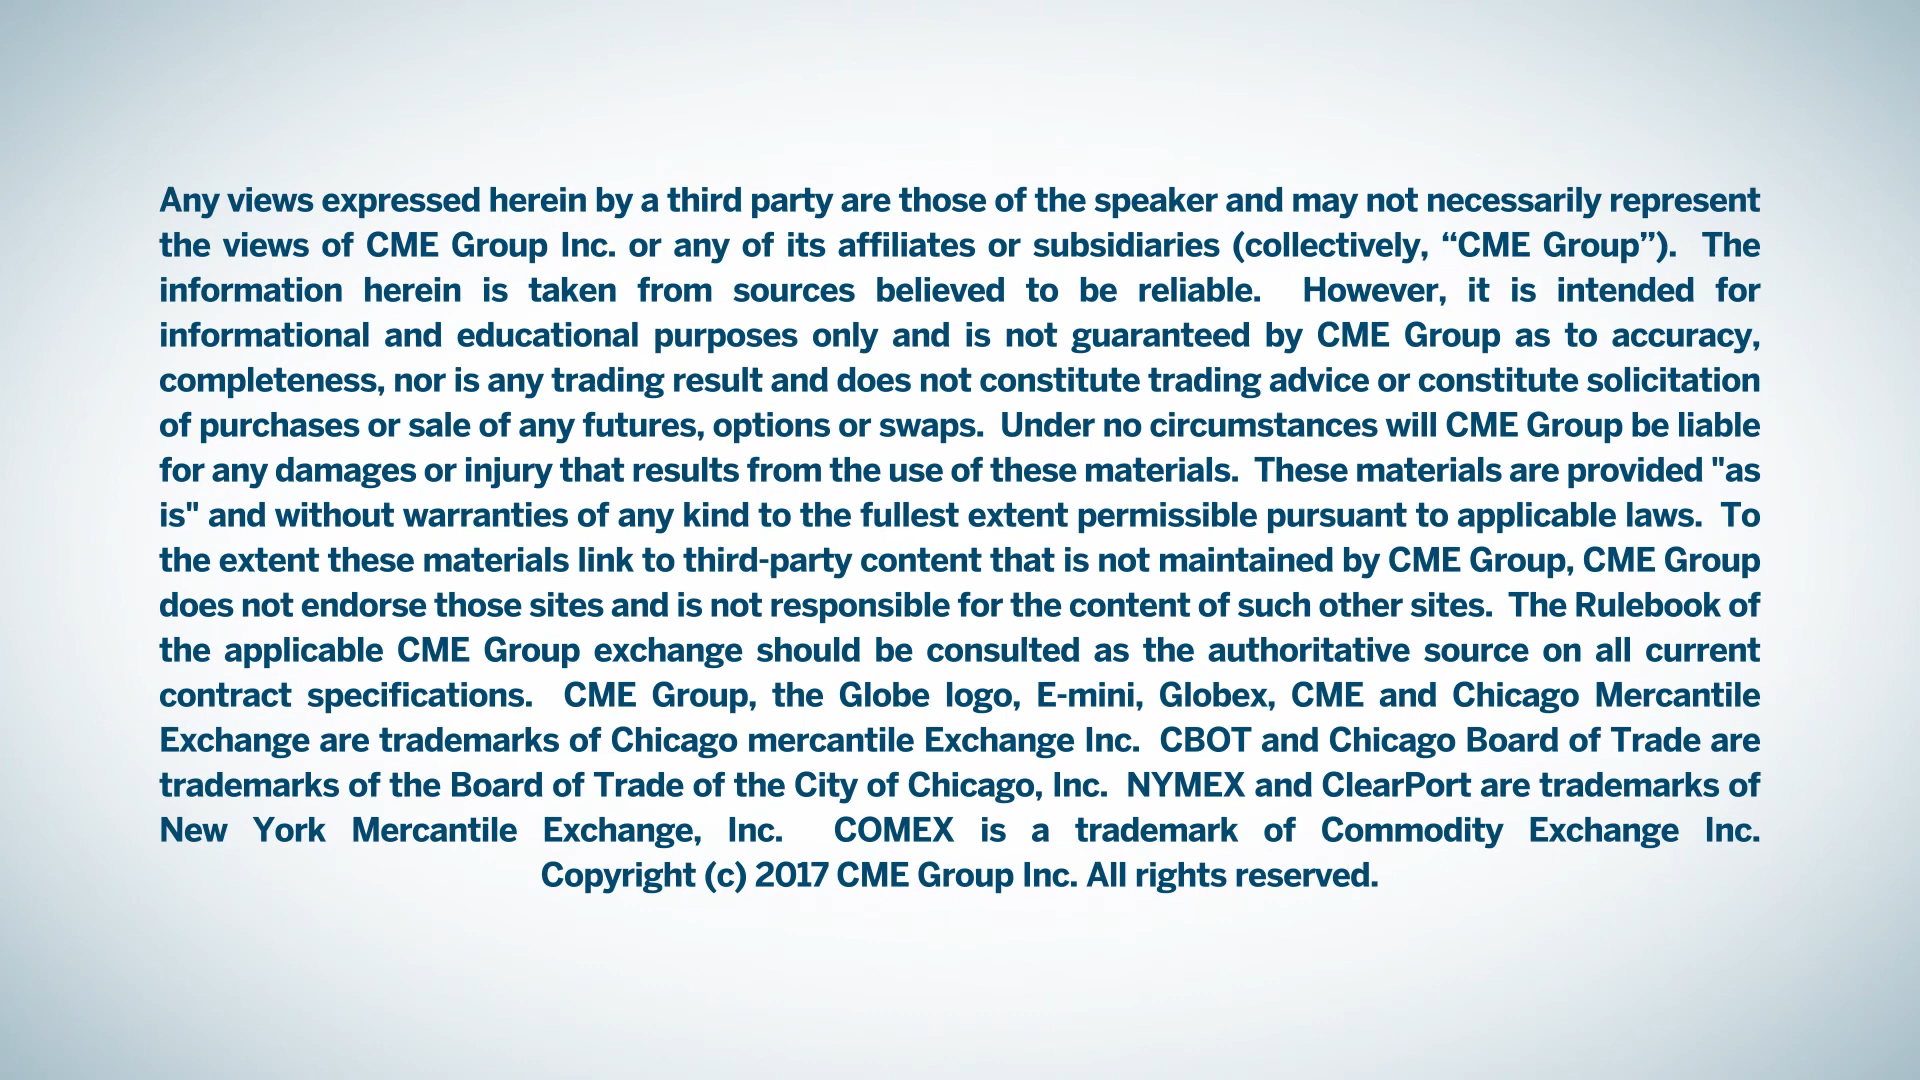 Any views expressed herein by a third party are those of the speaker and may not necessarily represent
the views of CME Group Inc. or any of its affiliates or subsidiaries (collectively, “CME Group”).  The
information herein is taken from sources believed to be reliable.  However, it is intended for
informational and educational purposes only and is not guaranteed by CME Group as to accuracy,
completeness, nor is any trading result and does not constitute trading advice or constitute solicitation
of purchases or sale of any futures, options or swaps.  Under no circumstances will CME Group be liable
for any damages or injury that results from the use of these materials.  These materials are provided "as
is" and without warranties of any kind to the fullest extent permissible pursuant to applicable laws.  To
the extent these materials link to third-party content that is not maintained by CME Group, CME Group
does not endorse those sites and is not responsible for the content of such other sites.  The Rulebook of
the applicable CME Group exchange should be consulted as the authoritative source on all current
contract specifications.  CME Group, the Globe logo, E-mini, Globex, CME and Chicago Mercantile
Exchange are trademarks of Chicago mercantile Exchange Inc.  CBOT and Chicago Board of Trade are
trademarks of the Board of Trade of the City of Chicago, Inc.  NYMEX and ClearPort are trademarks of
New York Mercantile Exchange, Inc.  COMEX is a trademark of Commodity Exchange Inc.
Copyright (c) 2017 CME Group Inc. All rights reserved.